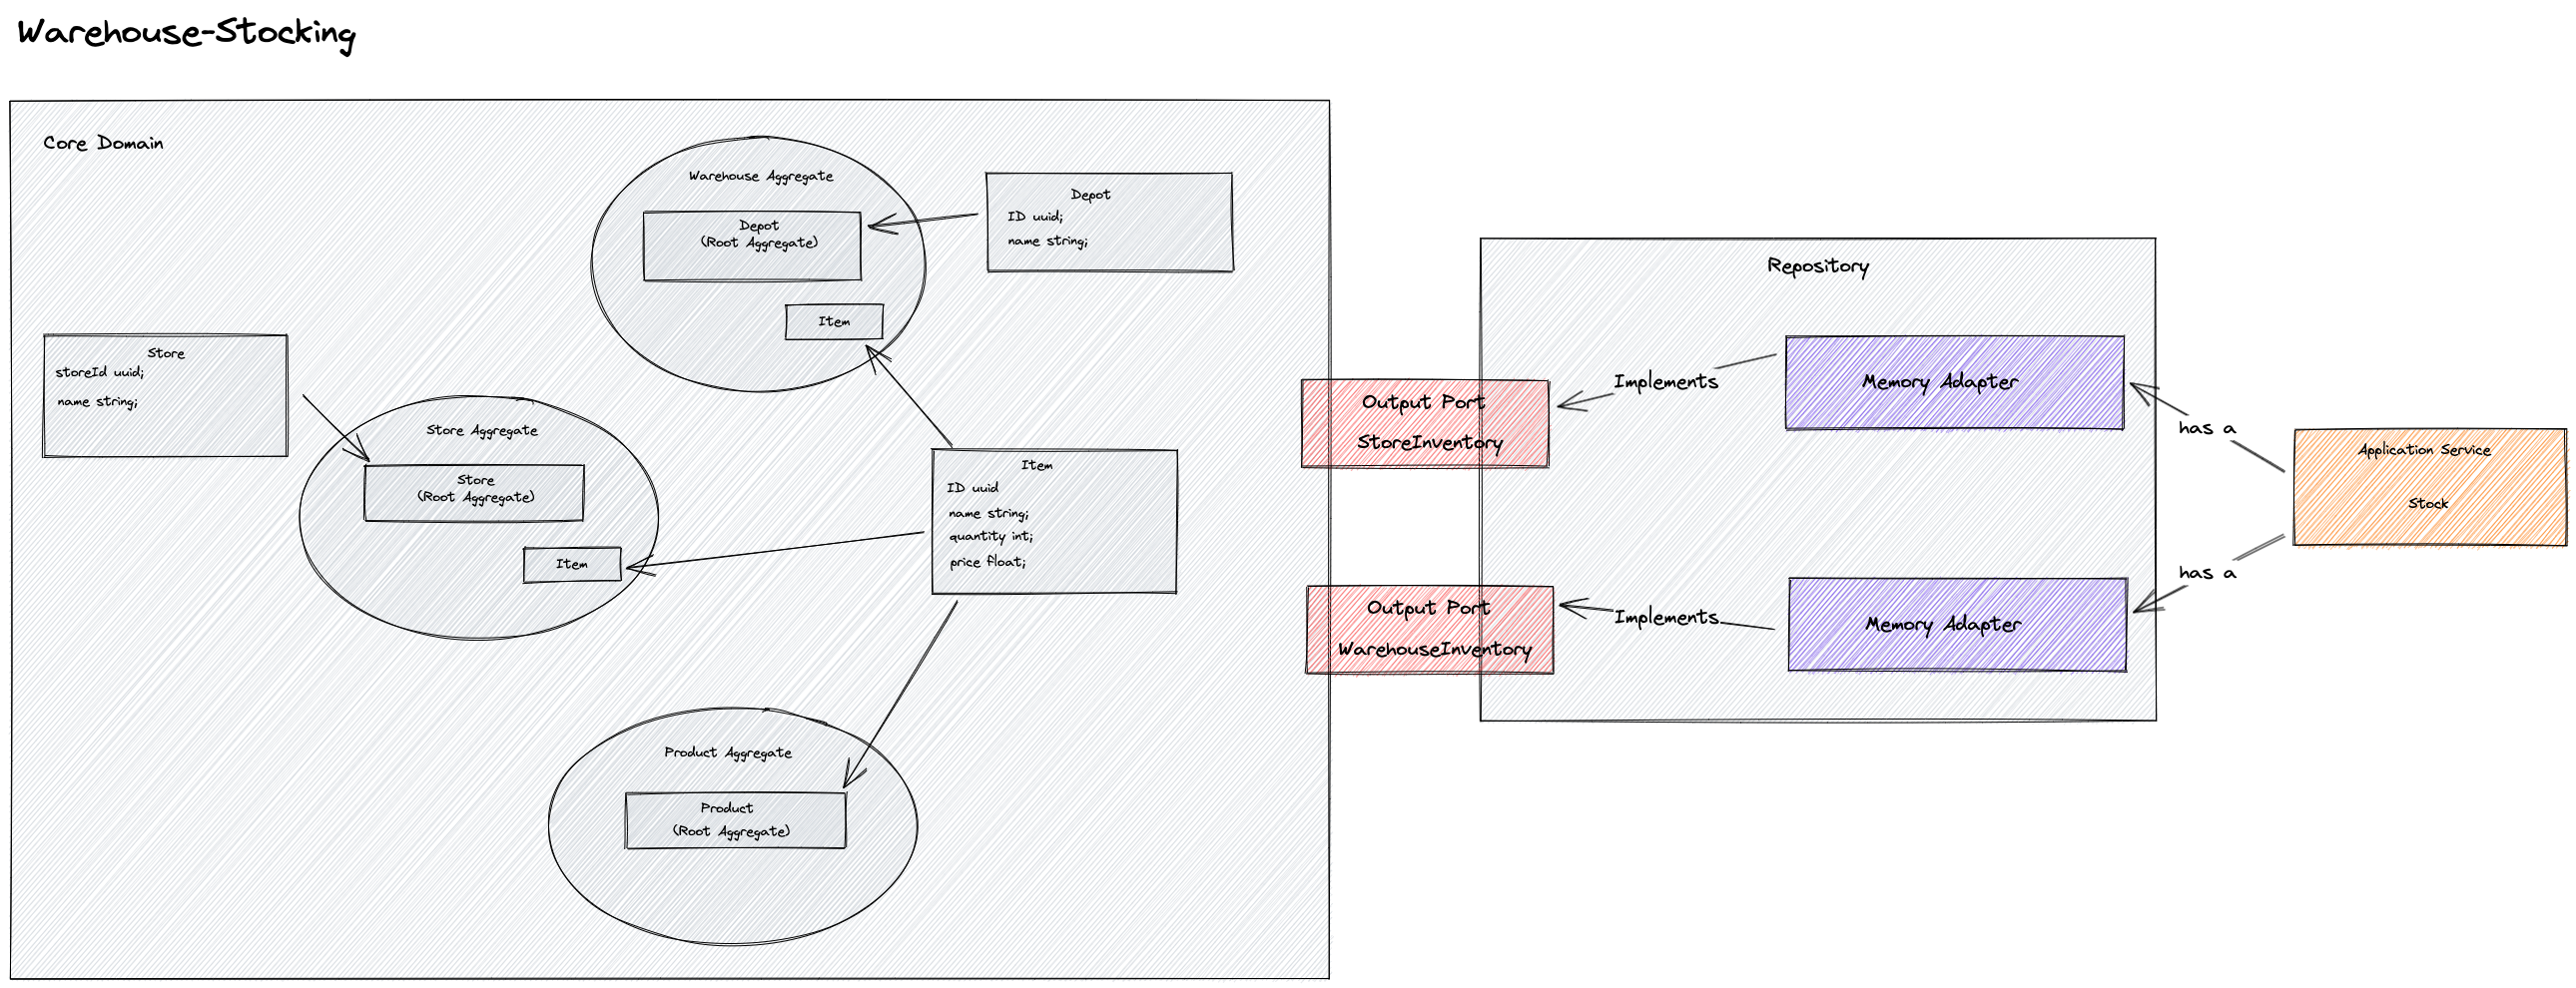 Warehouse-Stocking
Core Domain
Warehouse Aggregate
Depot
(Root Aggregate)
Item
Depot
ID uuid;
name string;
Store
storeId uuid;
name string;
Store Aggregate
Store
(Root Aggregate)
Item
Item
ID uuid
name string;
quantity int;
price float;
Product Aggregate
Product
(Root Aggregate)
Output Port
StoreInventory
Output Port
WarehouseInventory
Repository
Implements
Memory Adapter
Implements
Memory Adapter
has a
has a
Application Service
Stock